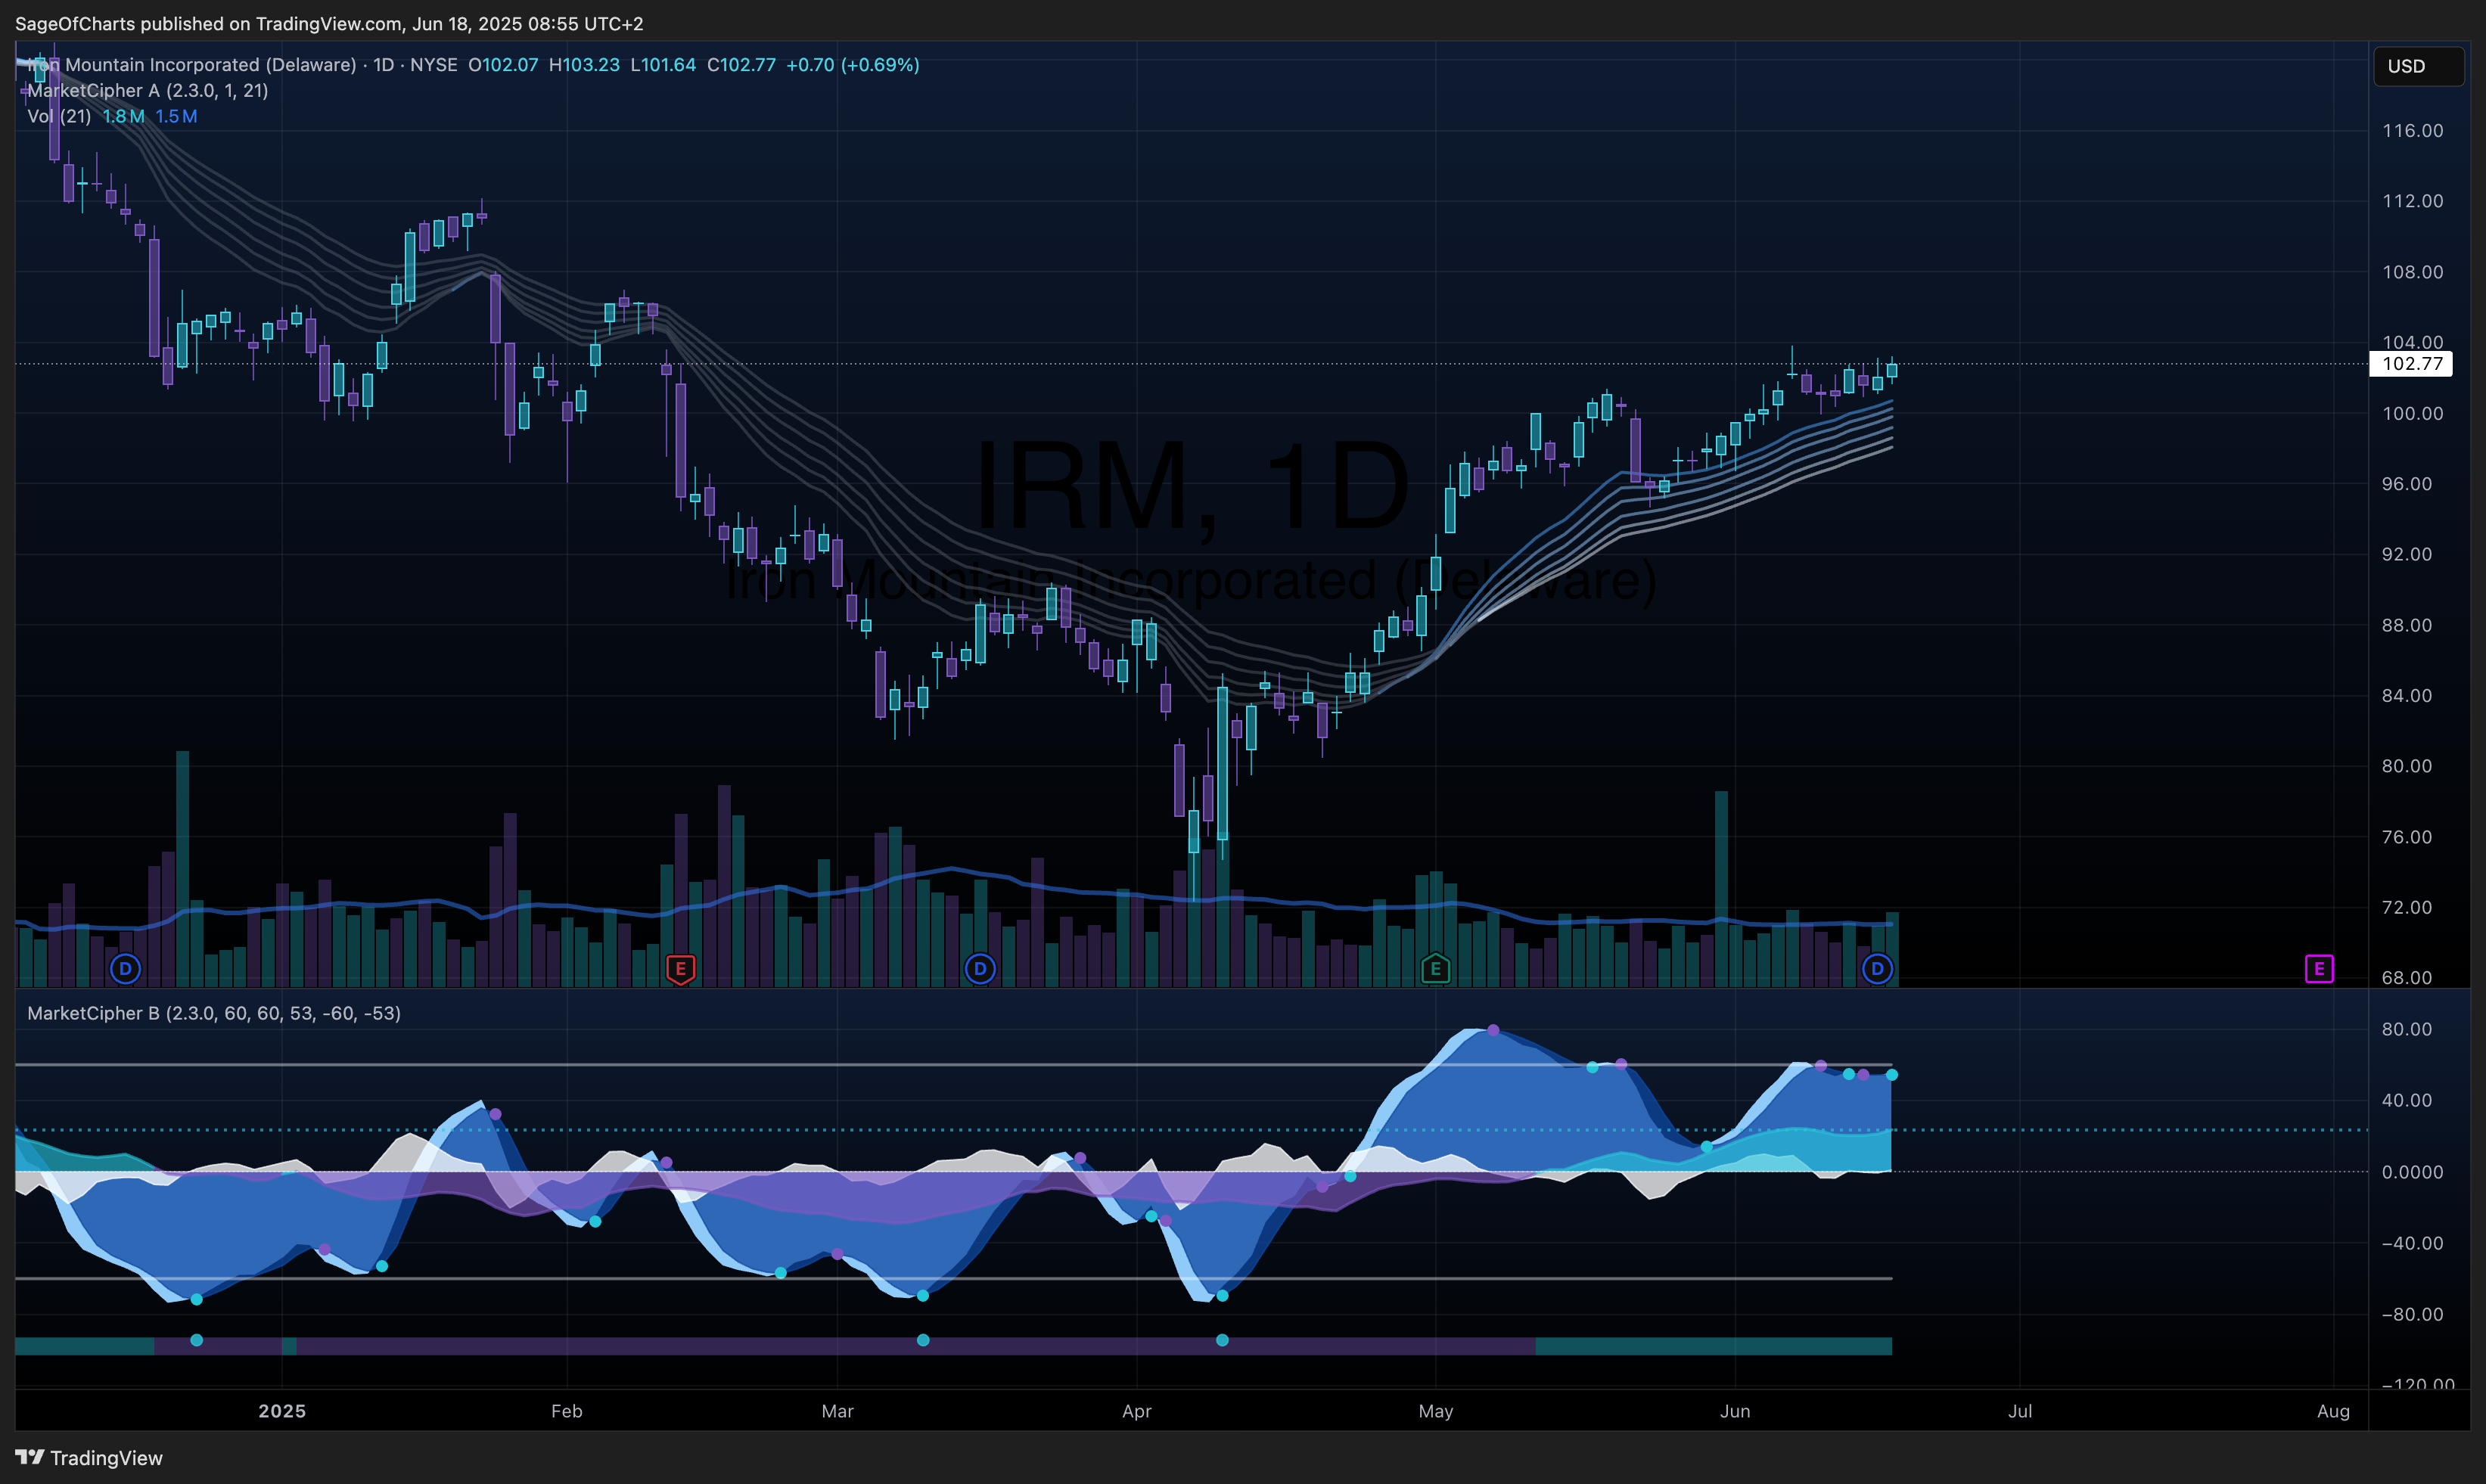 SageOfCharts published on TradingView.com, Jun 18, 2025 08:55 UTC+2
Iron Mountain Incorporated (Delaware) · 1D · NYSE O102.07 H103.23 L101.64 C102.77 +0.70 (+0.69%)
MarketCipher A (2.3.0, 1, 21)
Vol (21) 1.8 M 1.5 M
USD
116.00
112.00
108.00
104.00
102.77
100.00
96.00
92.00
88.00
84.00
80.00
76.00
72.00
68.00
IRM, 1D
Iron Mountain Incorporated (Delaware)
D
E
D
E
D
E
MarketCipher B (2.3.0, 60, 60, 53, -60, -53)
80.00
40.00
0.0000
−40.00
−80.00
−120.00
2025
Feb
Mar
Apr
May
Jun
Jul
Aug
TradingView